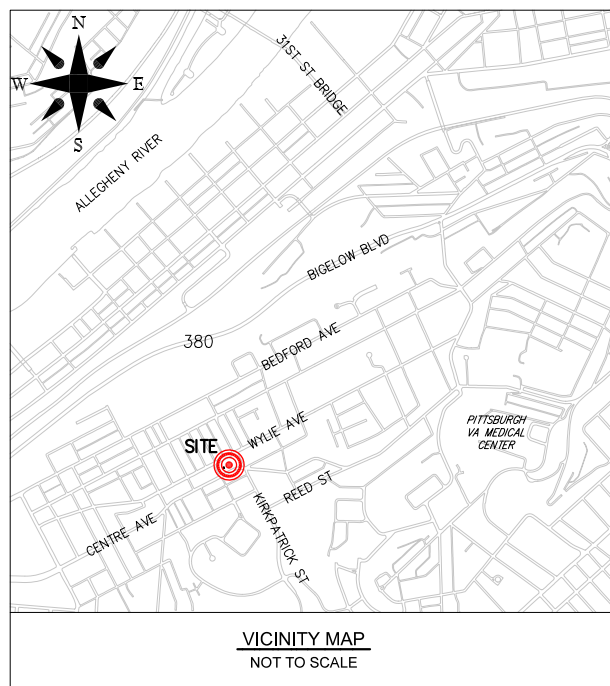 N
W E
S
31ST ST BRIDGE
ALLEGHENY RIVER
BIGELOW BLVD
380
BEDFORD AVE
WYLIE AVE
SITE
PITTSBURGH
VA MEDICAL
CENTER
REED ST
CENTRE AVE
KIRKPATRICK ST
VICINITY MAP
NOT TO SCALE